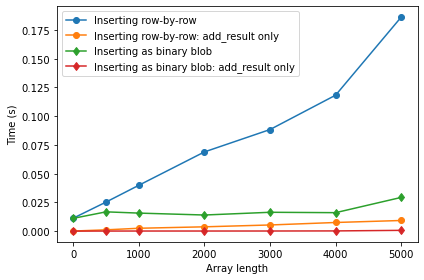 Inserting row-by-row
Inserting row-by-row: add_result only
Inserting as binary blob
Inserting as binary blob: add_result only
Time (s)
0.175
0.150
0.125
0.100
0.075
0.050
0.025
0.000
0
1000
2000
3000
4000
5000
Array length